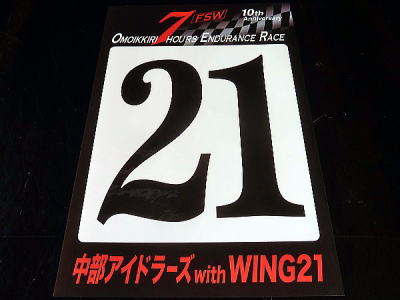 7 FSW 10th Anniversary
OMOIKKIRI HOURS ENDURANCE RACE
21
中部アイドラーズ with WING21